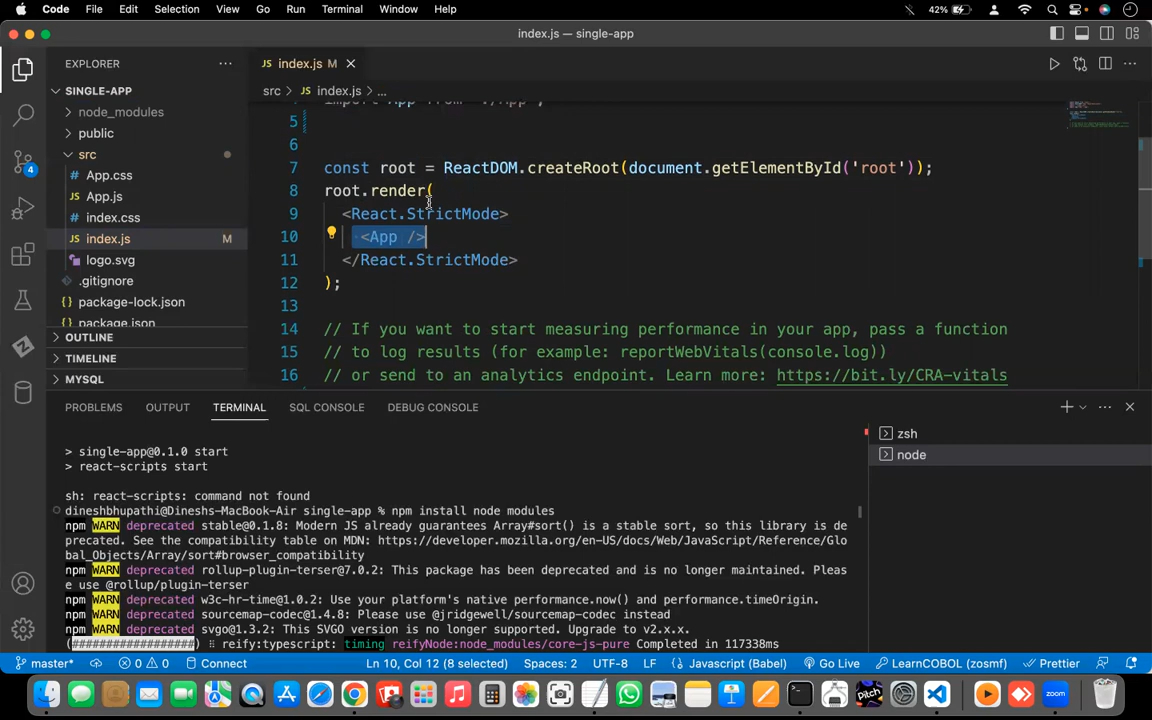 Code File Edit Selection View Go Run Terminal Window Help 42%
index.js — single-app
EXPLORER
index.js M
SINGLE-APP
src > index.js > ...
node_modules
public
src
App.css
App.Js
index.css
index.js M
logo.svg
.gitignore
package-lock.json
package.json
OUTLINE
TIMELINE
MYSQL
4
import App from './App';
5
6
7 const root = ReactDOM.createRoot(document.getElementById('root'));
8 root.render(
9 <React.StrictMode>
10 <App />
11 </React.StrictMode>
12 );
13
14 // If you want to start measuring performance in your app, pass a function
15 // to log results (for example: reportWebVitals(console.log))
16 // or send to an analytics endpoint. Learn more: https://bit.ly/CRA-vitals
PROBLEMS OUTPUT TERMINAL SQL CONSOLE DEBUG CONSOLE
> single-app@0.1.0 start
> react-scripts start
sh: react-scripts: command not found
dineshbhupathi@Dineshs-MacBook-Air single-app % npm install node modules
npm WARN deprecated stable@0.1.8: Modern JS already guarantees Array#sort() is a stable sort, so this library is de
precated. See the compatibility table on MDN: https://developer.mozilla.org/en-US/docs/Web/JavaScript/Reference/Glo
bal_Objects/Array/sort#browser_compatibility
npm WARN deprecated rollup-plugin-terser@7.0.2: This package has been deprecated and is no longer maintained. Pleas
e use @rollup/plugin-terser
npm WARN deprecated w3c-hr-time@1.0.2: Use your platform's native performance.now() and performance.timeOrigin.
npm WARN deprecated sourcemap-codec@1.4.8: Please use @jridgewell/sourcemap-codec instead
npm WARN deprecated svgo@1.3.2: This SVGO version is no longer supported. Upgrade to v2.x.x.
(##################) ⠇ reify:typescript: timing reifyNode:node_modules/core-js-pure Completed in 117338ms
zsh
node
master* 0 0 Connect Ln 10, Col 12 (8 selected) Spaces: 2 UTF-8 LF Javascript (Babel) Go Live LearnCOBOL (zosmf) Prettier
Pitch
zoom